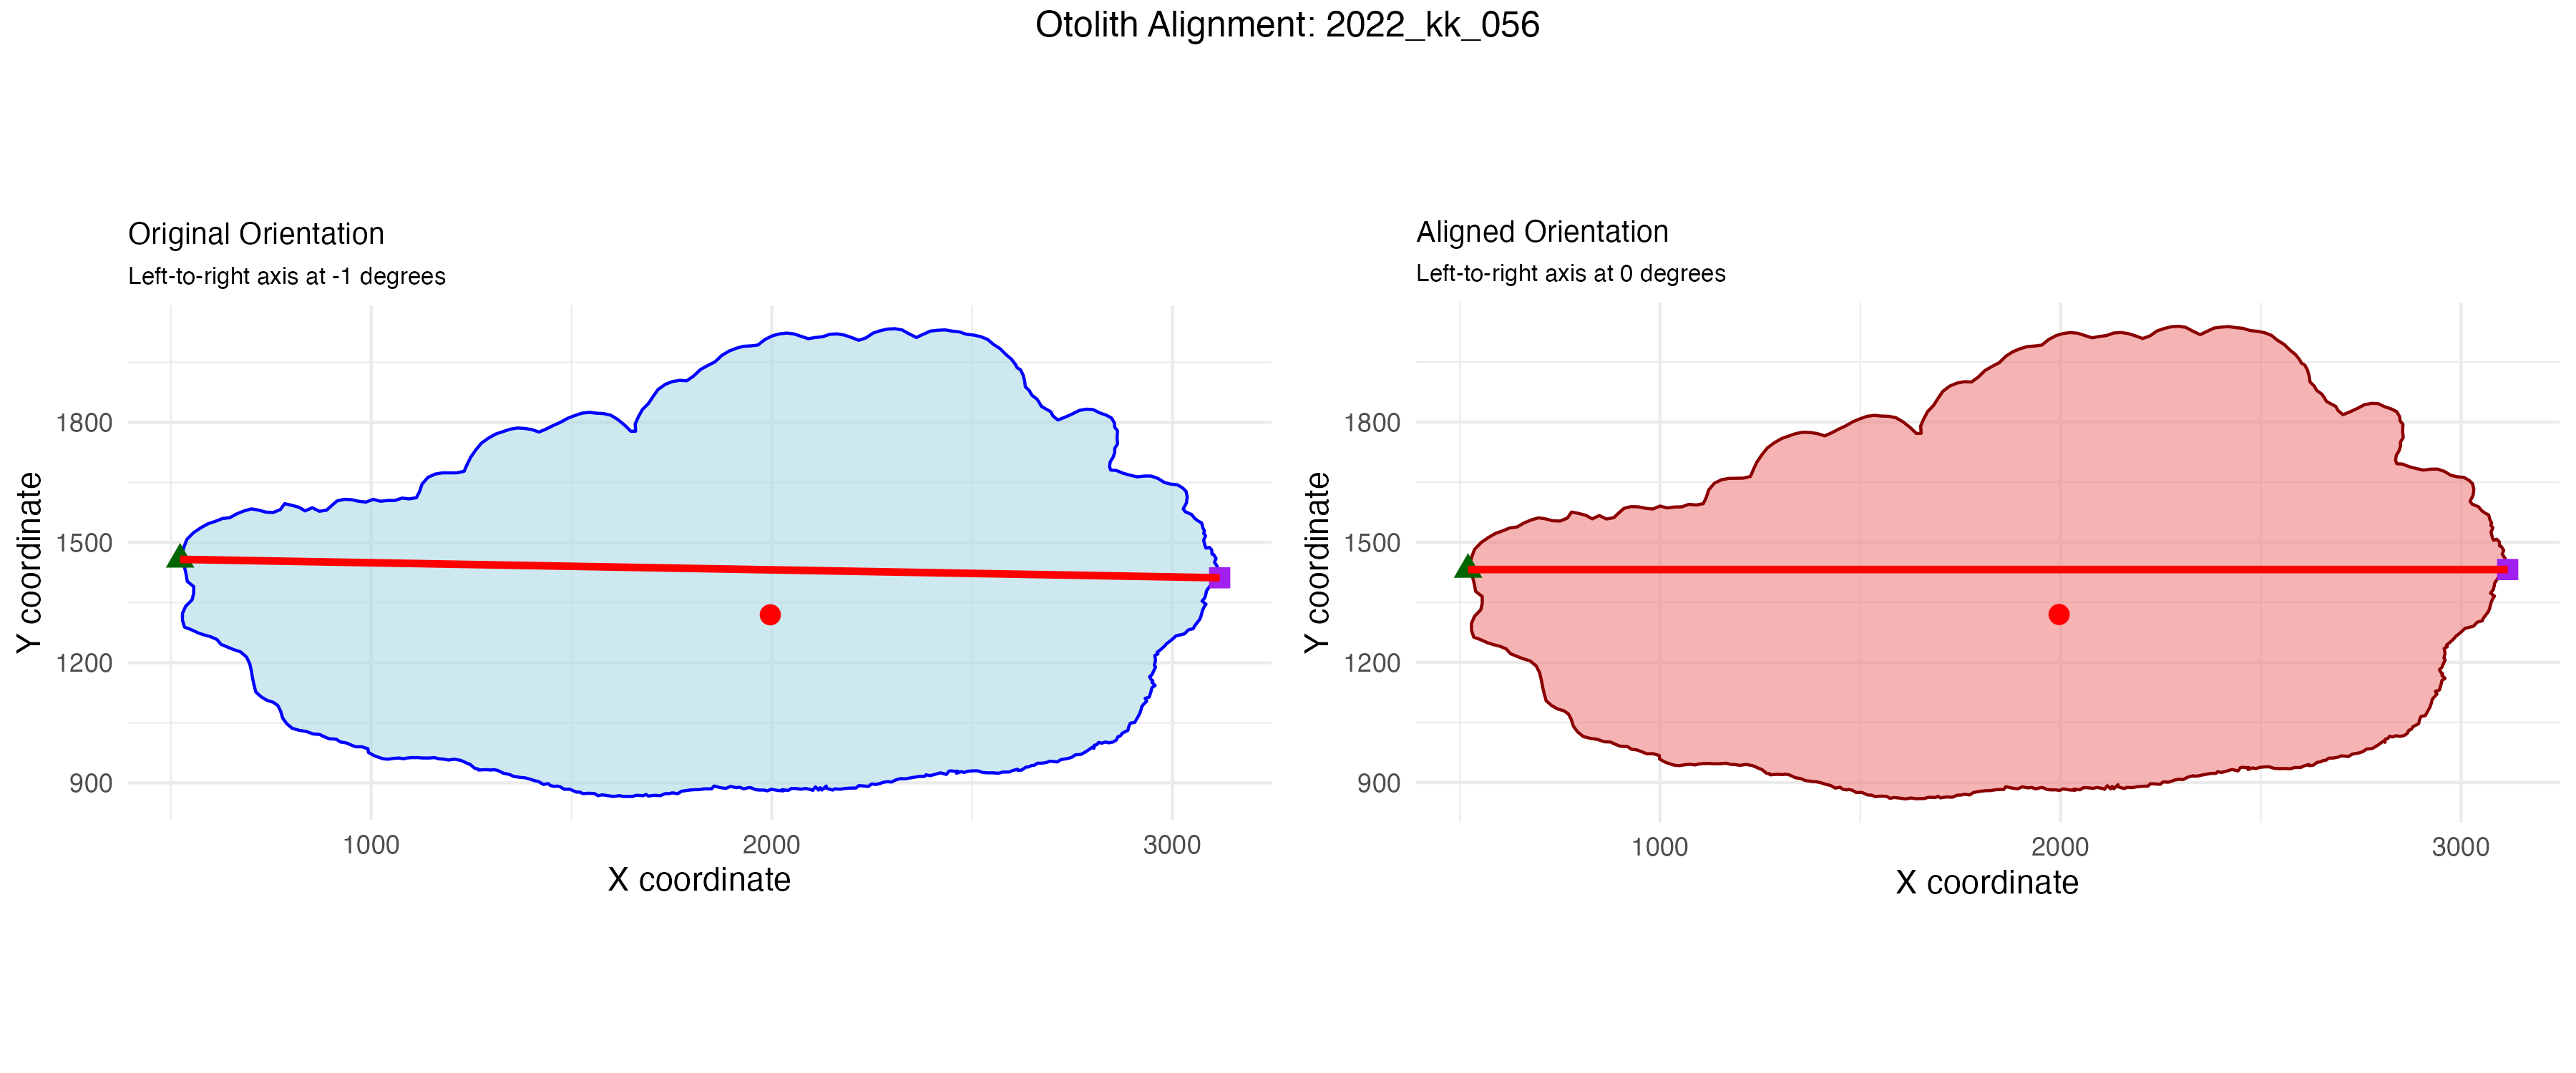 Otolith Alignment: 2022_kk_056
Original Orientation
Left-to-right axis at -1 degrees
1800
1500
1200
900
Y coordinate
1000
2000
3000
X coordinate
Aligned Orientation
Left-to-right axis at 0 degrees
1800
1500
1200
900
Y coordinate
1000
2000
3000
X coordinate